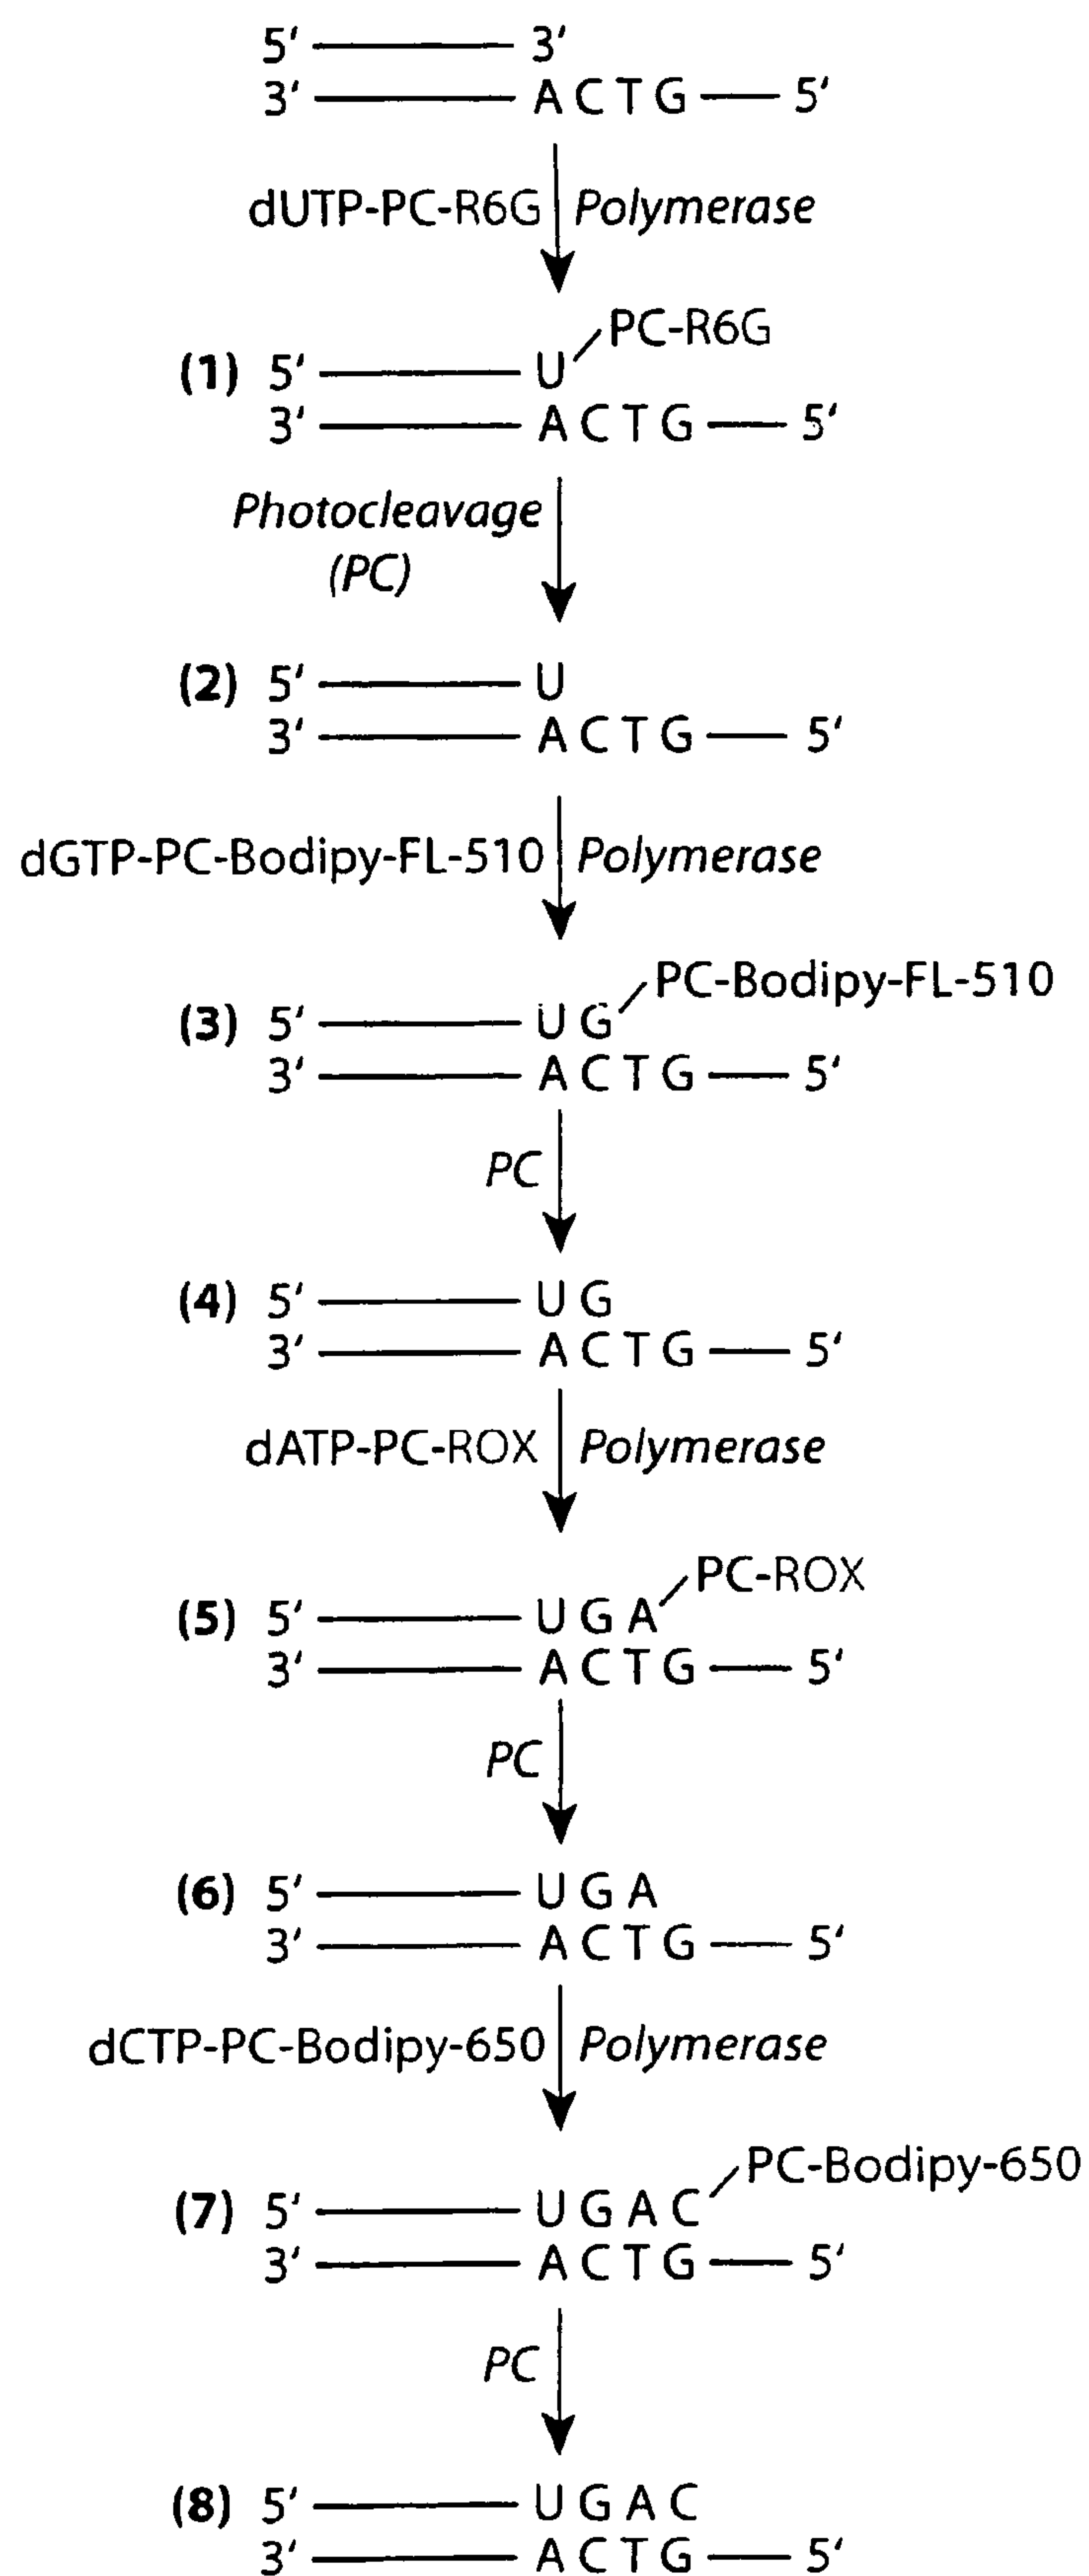 5′ 3′
3′ A C T G 5′
dUTP-PC-R6G Polymerase
PC-R6G
(1) 5′ U
3′ A C T G 5′
Photocleavage
(PC)
(2) 5′ U
3′ A C T G 5′
dGTP-PC-Bodipy-FL-510 Polymerase
PC-Bodipy-FL-510
(3) 5′ U G
3′ A C T G 5′
PC
(4) 5′ U G
3′ A C T G 5′
dATP-PC-ROX Polymerase
PC-ROX
(5) 5′ U G A
3′ A C T G 5′
PC
(6) 5′ U G A
3′ A C T G 5′
dCTP-PC-Bodipy-650 Polymerase
PC-Bodipy-650
(7) 5′ U G A C
3′ A C T G 5′
PC
(8) 5′ U G A C
3′ A C T G 5′